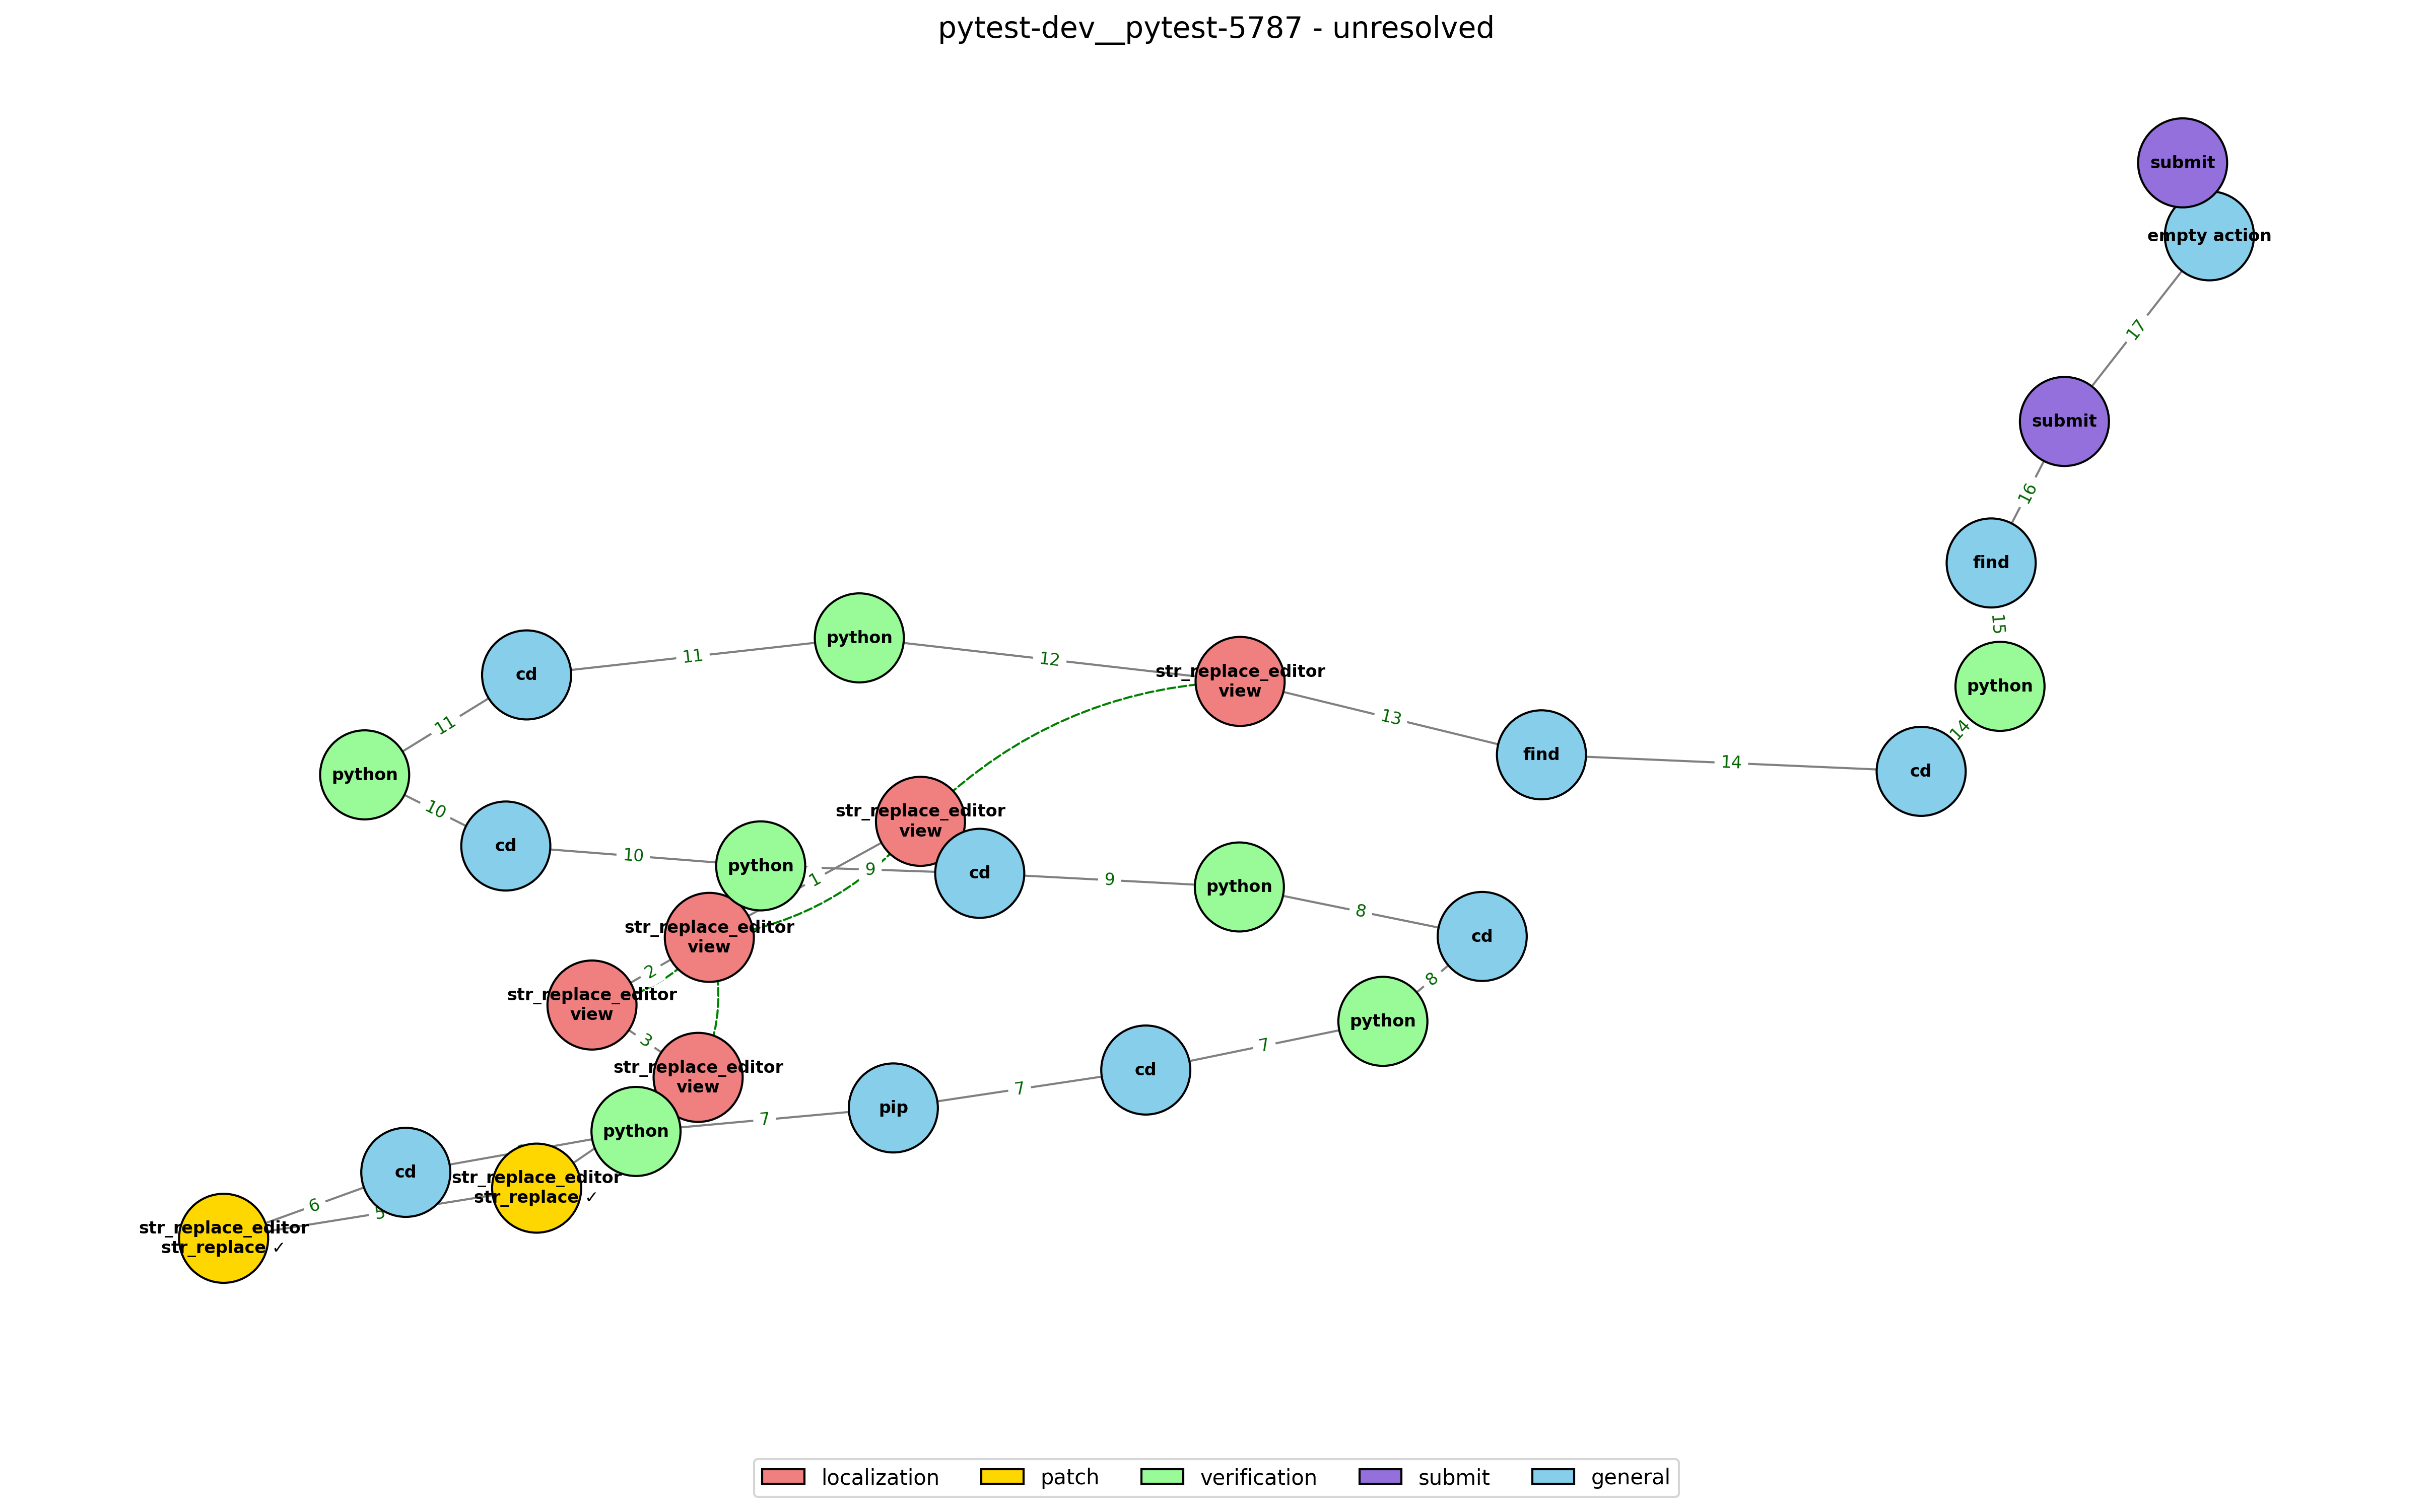 pytest-dev__pytest-5787 - unresolved
submit
empty action
17
submit
16
find
15
python
14
cd
14
find
13
str_replace_editor
view
12
python
11
cd
11
python
10
cd
10
python
9
cd
9
python
8
cd
8
python
7
cd
7
pip
7
python
str_replace_editor
view
1
str_replace_editor
view
2
str_replace_editor
view
3
str_replace_editor
view
str_replace_editor
str_replace ✓
5
str_replace_editor
str_replace ✓
6
cd
localization
patch
verification
submit
general